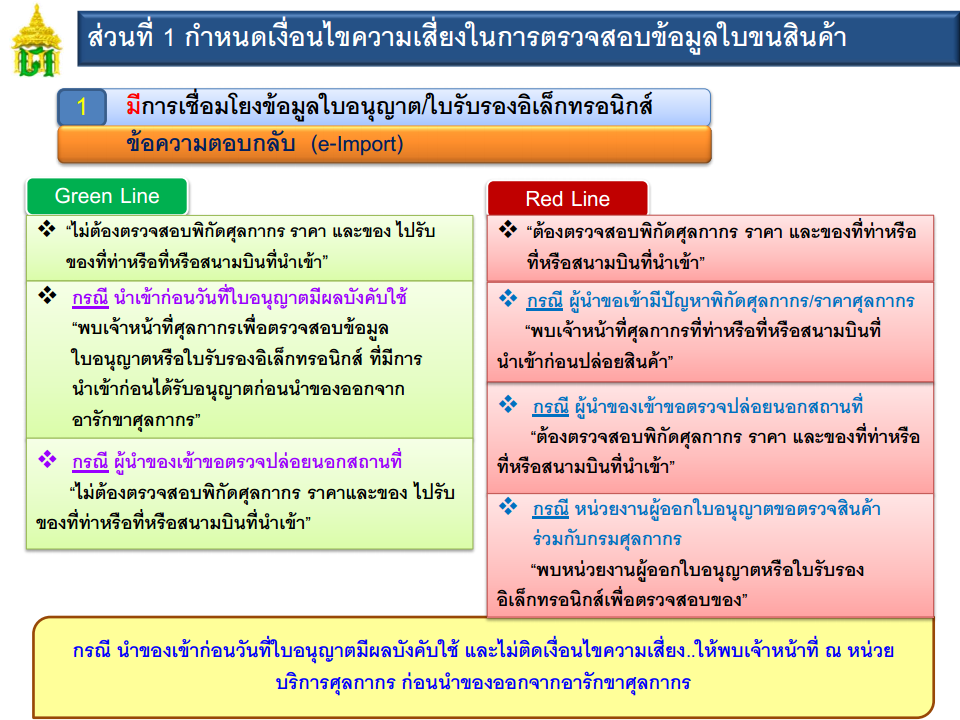 ส่วนที่ 1 กำหนดเงื่อนไขความเสี่ยงในการตรวจสอบข้อมูลใบขนสินค้า
1 มีการเชื่อมโยงข้อมูลใบอนุญาต/ใบรับรองอิเล็กทรอนิกส์
ข้อความตอบกลับ (e-Import)
Green Line
❖ “ไม่ต้องตรวจสอบพิกัดศุลกากร ราคา และของ ไปรับ
ของที่ท่าหรือที่หรือสนามบินที่นำเข้า”
❖ กรณี นำเข้าก่อนวันที่ใบอนุญาตมีผลบังคับใช้
“พบเจ้าหน้าที่ศุลกากรเพื่อตรวจสอบข้อมูล
ใบอนุญาตหรือใบรับรองอิเล็กทรอนิกส์ ที่มีการ
นำเข้าก่อนได้รับอนุญาตก่อนนำของออกจาก
อารักขาศุลกากร”
❖ กรณี ผู้นำของเข้าขอตรวจปล่อยนอกสถานที่
“ไม่ต้องตรวจสอบพิกัดศุลกากร ราคาและของ ไปรับ
ของที่ท่าหรือที่หรือสนามบินที่นำเข้า”
Red Line
❖ “ต้องตรวจสอบพิกัดศุลกากร ราคา และของที่ท่าหรือ
ที่หรือสนามบินที่นำเข้า”
❖ กรณี ผู้นำขอเข้ามีปัญหาพิกัดศุลกากร/ราคาศุลกากร
“พบเจ้าหน้าที่ศุลกากรที่ท่าหรือที่หรือสนามบินที่
นำเข้าก่อนปล่อยสินค้า”
❖ กรณี ผู้นำของเข้าขอตรวจปล่อยนอกสถานที่
“ต้องตรวจสอบพิกัดศุลกากร ราคา และของที่ท่าหรือ
ที่หรือสนามบินที่นำเข้า”
❖ กรณี หน่วยงานผู้ออกใบอนุญาตขอตรวจสินค้า
ร่วมกับกรมศุลกากร
“พบหน่วยงานผู้ออกใบอนุญาตหรือใบรับรอง
อิเล็กทรอนิกส์เพื่อตรวจสอบของ”
กรณี นำของเข้าก่อนวันที่ใบอนุญาตมีผลบังคับใช้ และไม่ติดเงื่อนไขความเสี่ยง..ให้พบเจ้าหน้าที่ ณ หน่วย
บริการศุลกากร ก่อนนำของออกจากอารักขาศุลกากร